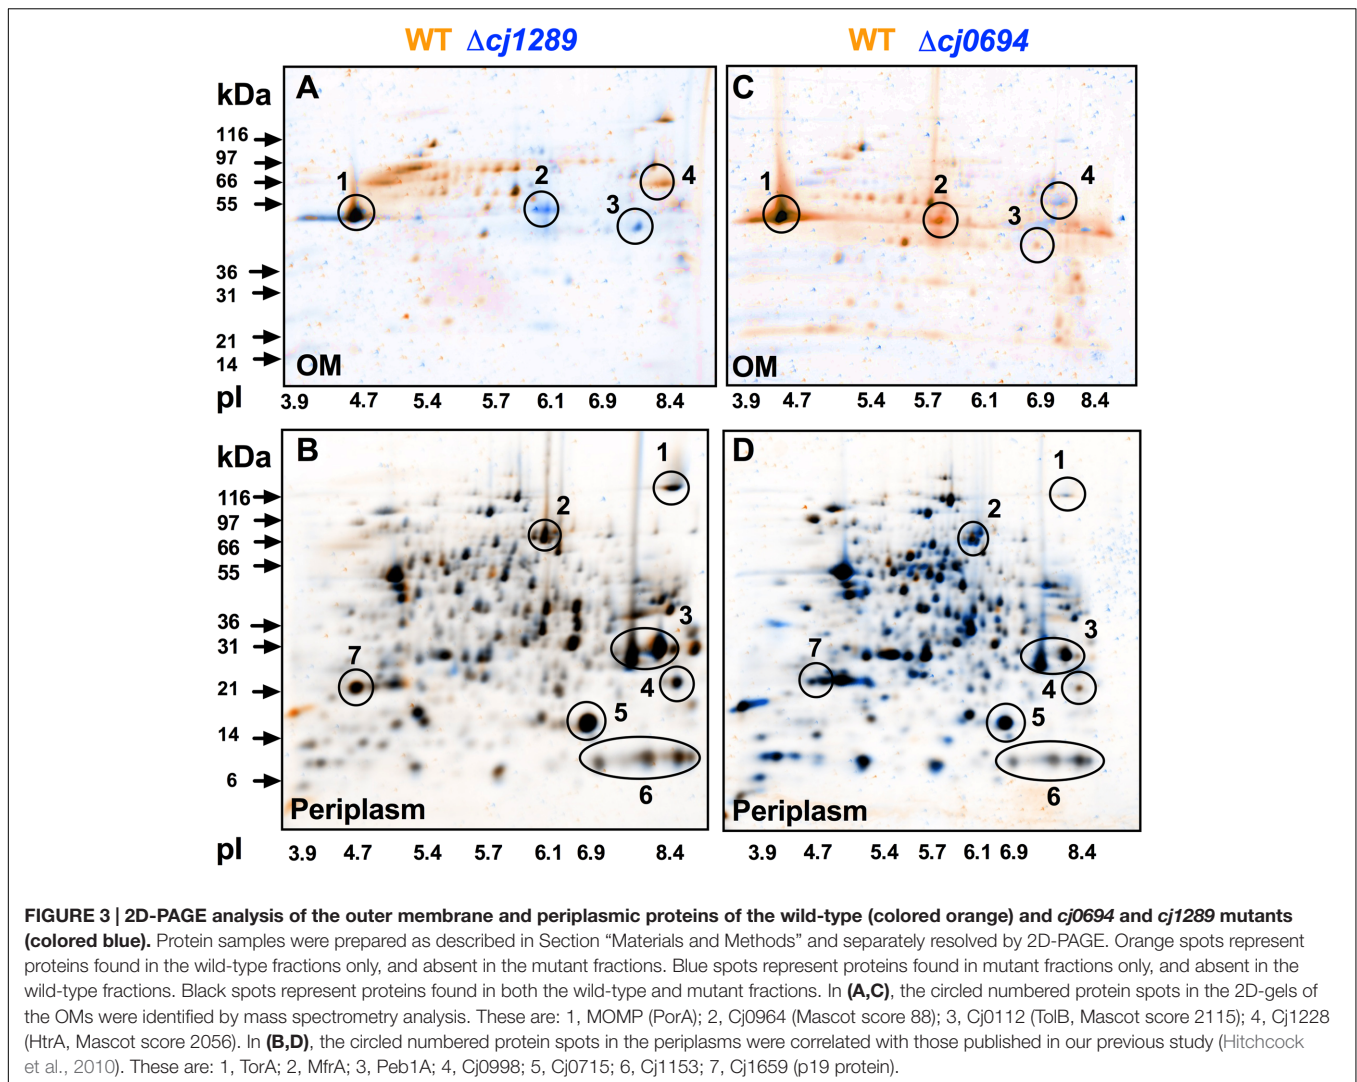 WT Δcj1289
WT Δcj0694
kDa
116
97
66
55
36
31
21
14
A
1
2
3
4
OM
C
1
2
3
4
OM
pI 3.9 4.7 5.4 5.7 6.1 6.9 8.4
3.9 4.7 5.4 5.7 6.1 6.9 8.4
kDa
116
97
66
55
36
31
21
14
6
B
1
2
3
4
5
6
7
Periplasm
D
1
2
3
4
5
6
7
Periplasm
pI 3.9 4.7 5.4 5.7 6.1 6.9 8.4
3.9 4.7 5.4 5.7 6.1 6.9 8.4
FIGURE 3 | 2D-PAGE analysis of the outer membrane and periplasmic proteins of the wild-type (colored orange) and cj0694 and cj1289 mutants
(colored blue). Protein samples were prepared as described in Section “Materials and Methods” and separately resolved by 2D-PAGE. Orange spots represent
proteins found in the wild-type fractions only, and absent in the mutant fractions. Blue spots represent proteins found in mutant fractions only, and absent in the
wild-type fractions. Black spots represent proteins found in both the wild-type and mutant fractions. In (A,C), the circled numbered protein spots in the 2D-gels of
the OMs were identified by mass spectrometry analysis. These are: 1, MOMP (PorA); 2, Cj0964 (Mascot score 88); 3, Cj0112 (TolB, Mascot score 2115); 4, Cj1228
(HtrA, Mascot score 2056). In (B,D), the circled numbered protein spots in the periplasms were correlated with those published in our previous study (Hitchcock
et al., 2010). These are: 1, TorA; 2, MfrA; 3, Peb1A; 4, Cj0998; 5, Cj0715; 6, Cj1153; 7, Cj1659 (p19 protein).